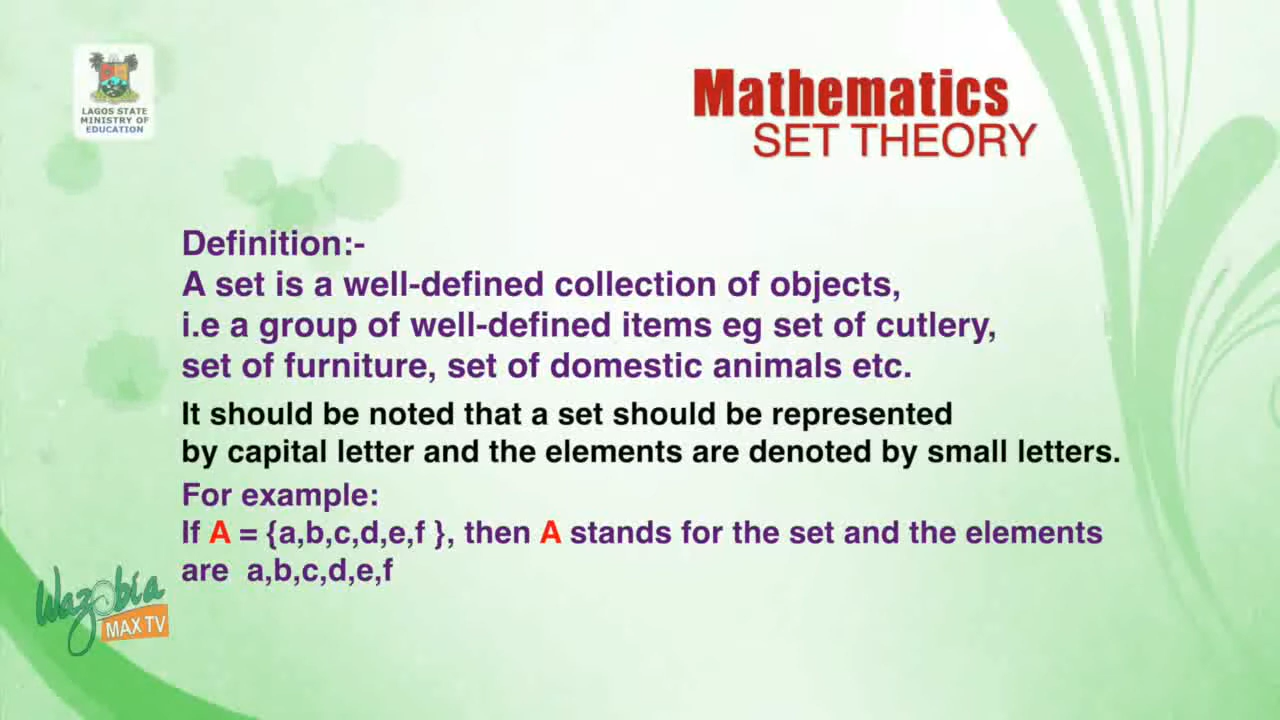 LAGOS STATE
MINISTRY OF
EDUCATION
Mathematics
SET THEORY
Definition:-
A set is a well-defined collection of objects,
i.e a group of well-defined items eg set of cutlery,
set of furniture, set of domestic animals etc.
It should be noted that a set should be represented
by capital letter and the elements are denoted by small letters.
For example:
If A = {a,b,c,d,e,f }, then A stands for the set and the elements
are a,b,c,d,e,f
Wazobia
MAX TV